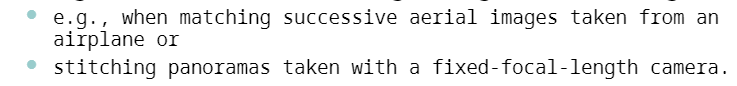 e.g., when matching successive aerial images taken from an
airplane or
stitching panoramas taken with a fixed-focal-length camera.